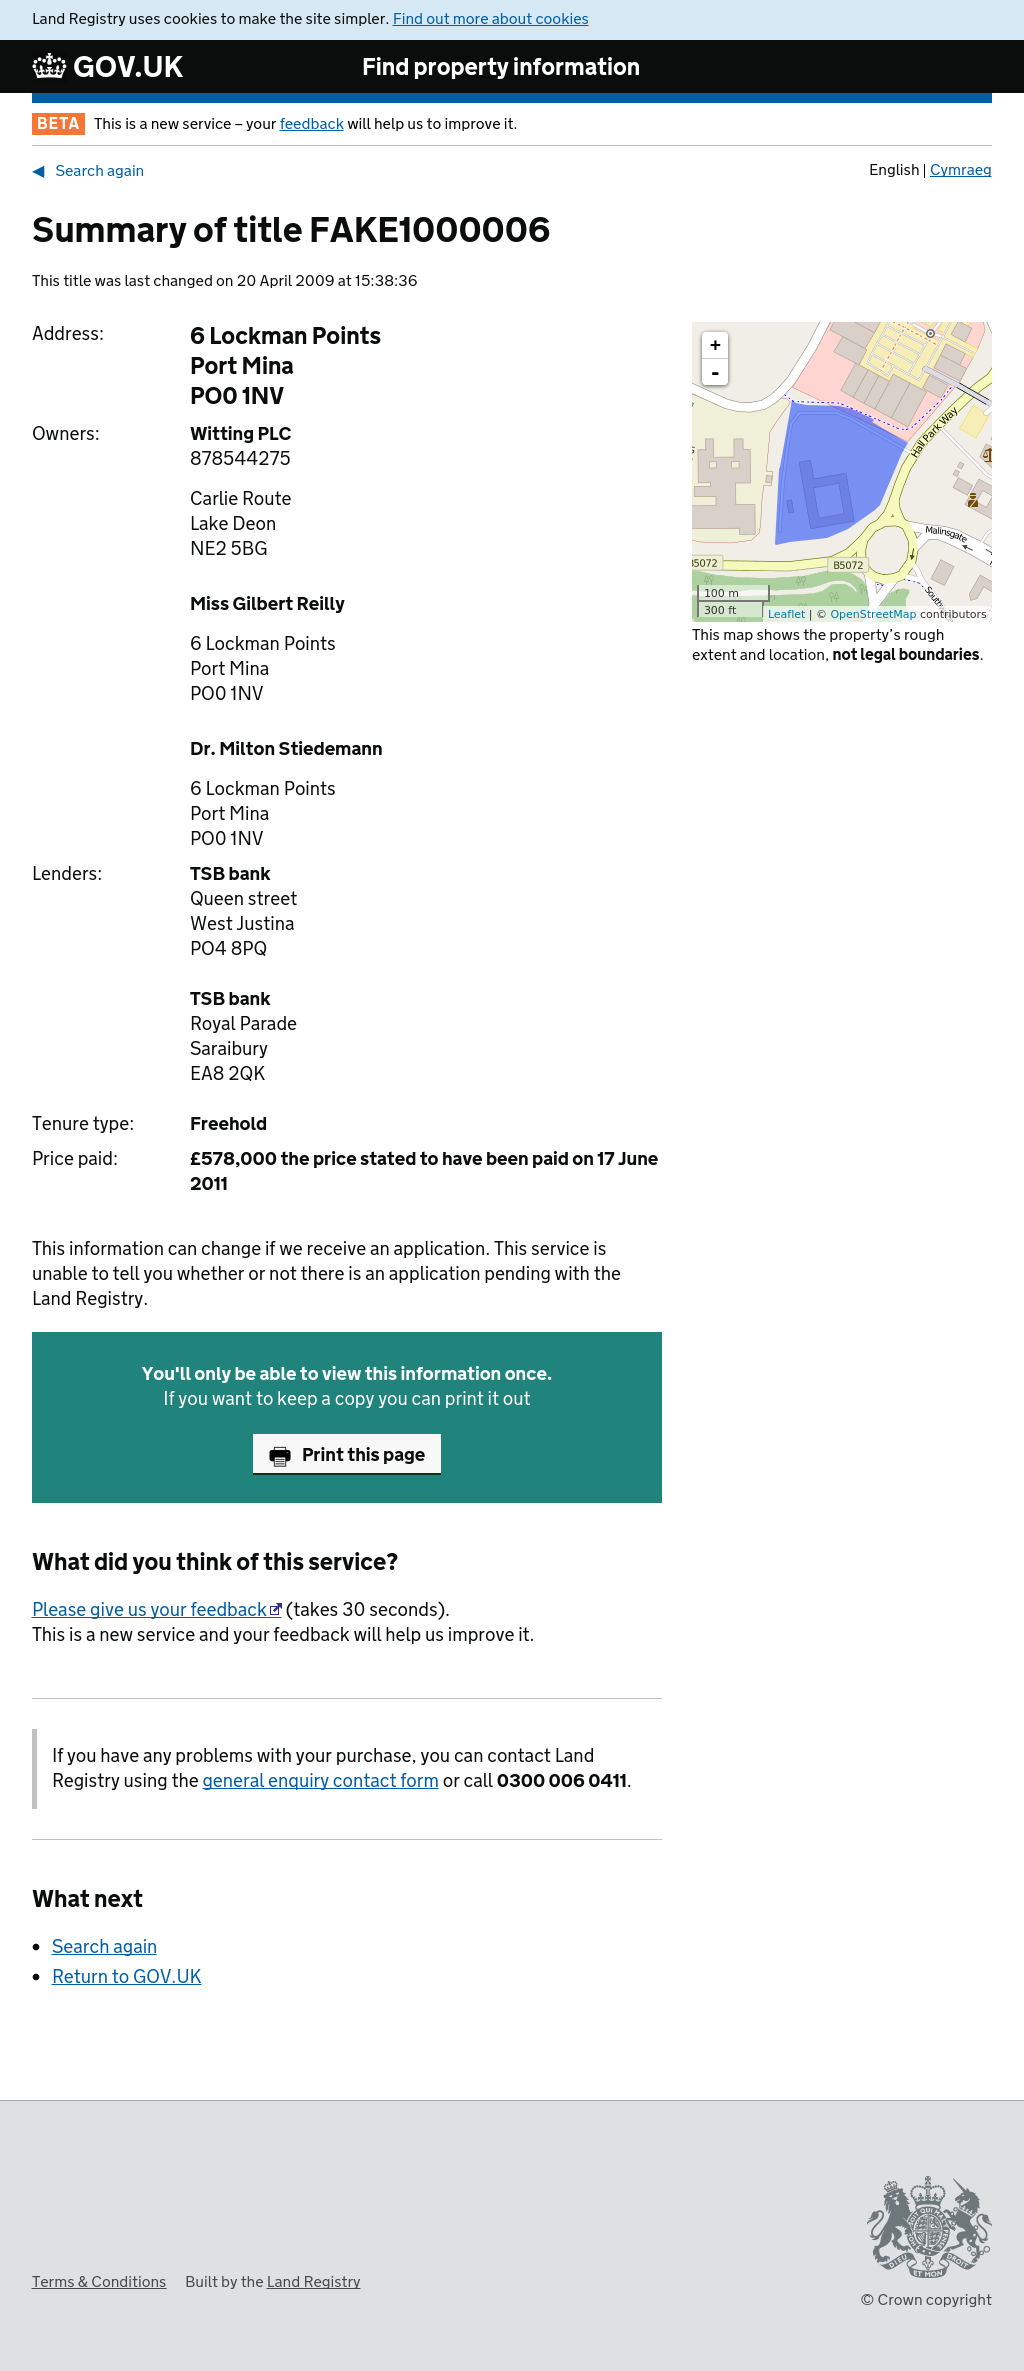 Land Registry uses cookies to make the site simpler. Find out more about cookies
GOV.UK
Find property information
BETA This is a new service – your feedback will help us to improve it.
◀ Search again
English | Cymraeg
Summary of title FAKE1000006
This title was last changed on 20 April 2009 at 15:38:36
Address:
6 Lockman Points
Port Mina
PO0 1NV
Owners:
Witting PLC
878544275
Carlie Route
Lake Deon
NE2 5BG
Miss Gilbert Reilly
6 Lockman Points
Port Mina
PO0 1NV
Dr. Milton Stiedemann
6 Lockman Points
Port Mina
PO0 1NV
Lenders:
TSB bank
Queen street
West Justina
PO4 8PQ
TSB bank
Royal Parade
Saraibury
EA8 2QK
Tenure type:
Freehold
Price paid:
£578,000 the price stated to have been paid on 17 June
2011
+
-
Hall Park Way
Malinsgate
B5072
B5072
100 m
300 ft
Leaflet | © OpenStreetMap contributors
This map shows the property's rough
extent and location, not legal boundaries.
This information can change if we receive an application. This service is
unable to tell you whether or not there is an application pending with the
Land Registry.
You'll only be able to view this information once.
If you want to keep a copy you can print it out
Print this page
What did you think of this service?
Please give us your feedback (takes 30 seconds).
This is a new service and your feedback will help us improve it.
If you have any problems with your purchase, you can contact Land
Registry using the general enquiry contact form or call 0300 006 0411.
What next
• Search again
• Return to GOV.UK
Terms & Conditions
Built by the Land Registry
DIEU ET MON DROIT
© Crown copyright